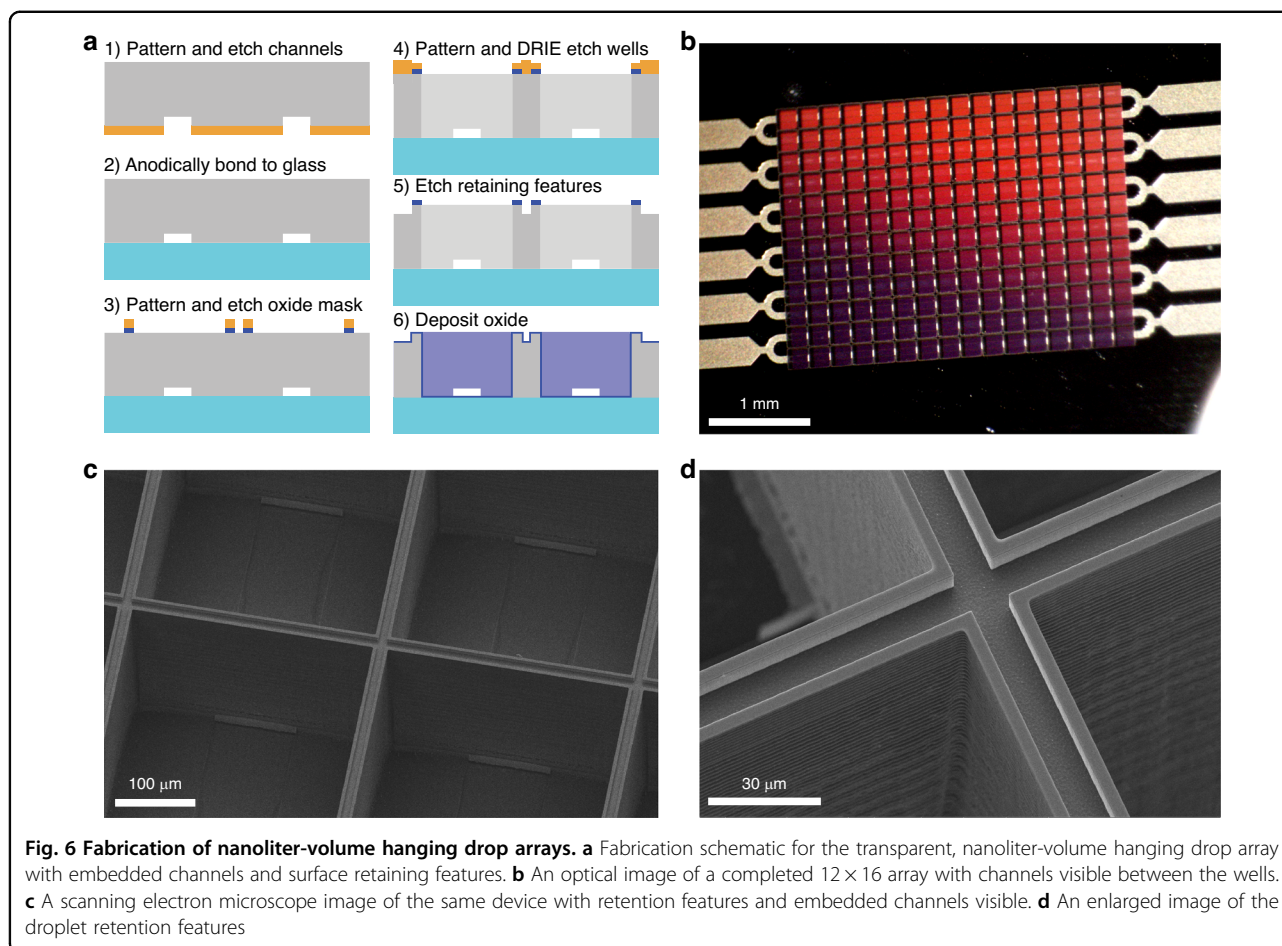 a
1) Pattern and etch channels
2) Anodically bond to glass
3) Pattern and etch oxide mask
4) Pattern and DRIE etch wells
5) Etch retaining features
6) Deposit oxide
b
1 mm
c
100 μm
d
30 μm
Fig. 6 Fabrication of nanoliter-volume hanging drop arrays. a Fabrication schematic for the transparent, nanoliter-volume hanging drop array
with embedded channels and surface retaining features. b An optical image of a completed 12 × 16 array with channels visible between the wells.
c A scanning electron microscope image of the same device with retention features and embedded channels visible. d An enlarged image of the
droplet retention features